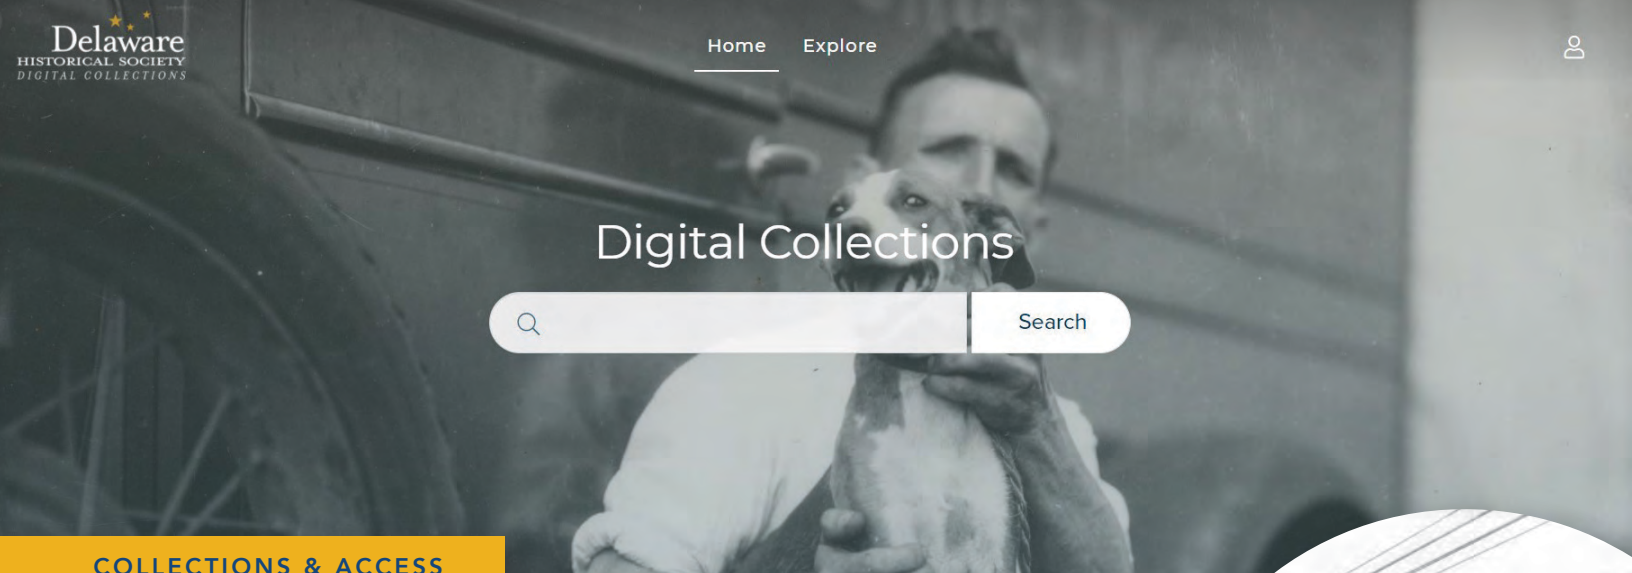 Delaware
HISTORICAL SOCIETY
DIGITAL COLLECTIONS
Home Explore
Digital Collections
Search
COLLECTIONS & ACCESS